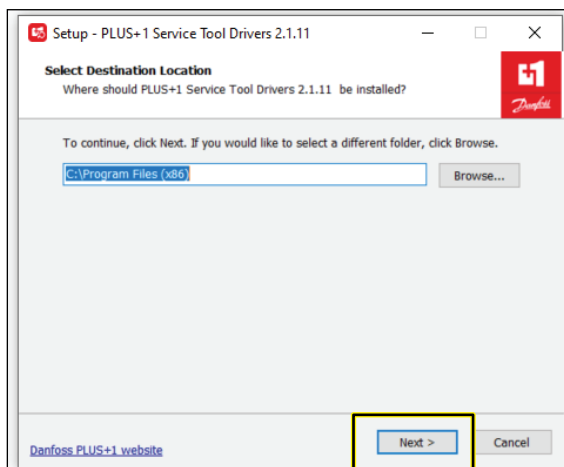 Setup - PLUS+1 Service Tool Drivers 2.1.11
Select Destination Location
Where should PLUS+1 Service Tool Drivers 2.1.11 be installed?
Danfoss
To continue, click Next. If you would like to select a different folder, click Browse.
C:\Program Files (x86)
Browse...
Danfoss PLUS+1 website
Next >
Cancel